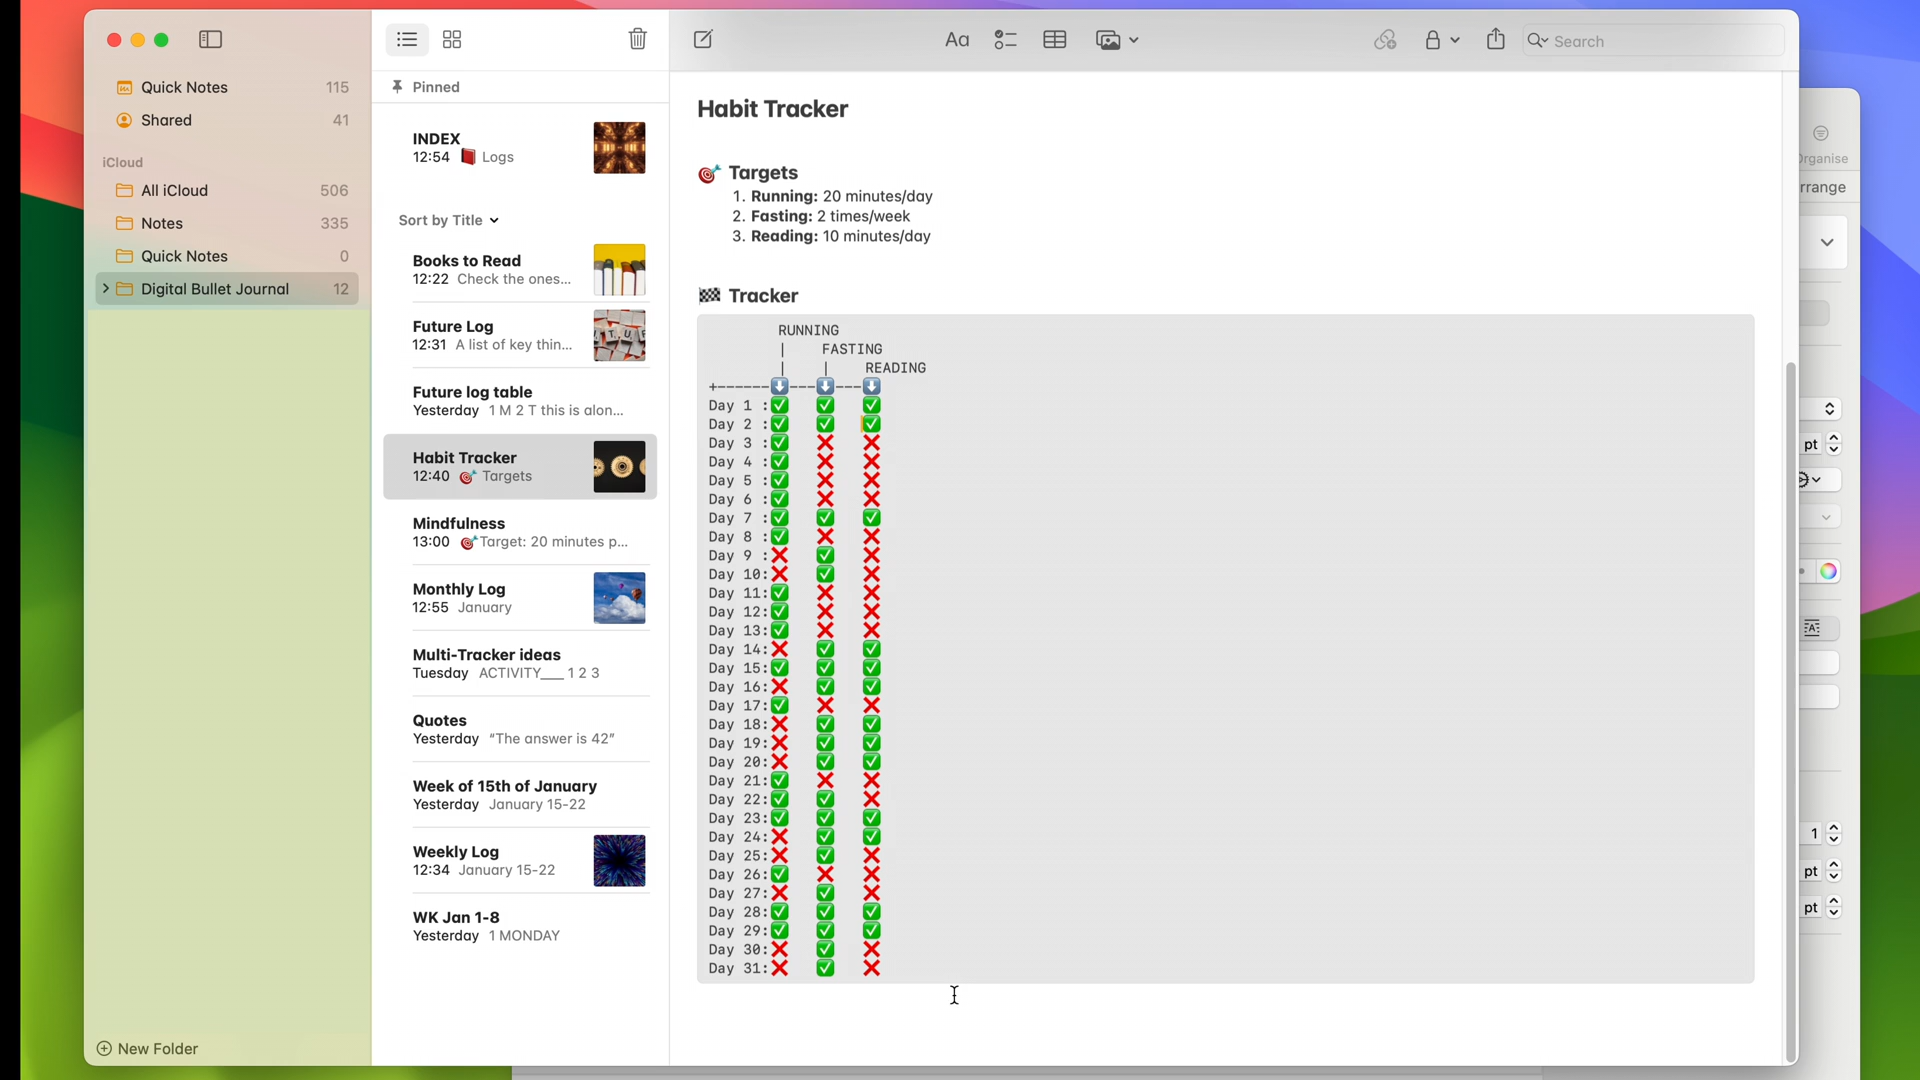 Search
Quick Notes 115
Shared 41
iCloud
All iCloud 506
Notes 335
Quick Notes 0
Digital Bullet Journal 12
New Folder
Pinned
INDEX
12:54 📕 Logs
Sort by Title
Books to Read
12:22 Check the ones...
Future Log
12:31 A list of key thin...
Future log table
Yesterday 1 M 2 T this is alon...
Habit Tracker
12:40 🎯 Targets
Mindfulness
13:00 🎯Target: 20 minutes p...
Monthly Log
12:55 January
Multi-Tracker ideas
Tuesday ACTIVITY___ 1 2 3
Quotes
Yesterday “The answer is 42”
Week of 15th of January
Yesterday January 15-22
Weekly Log
12:34 January 15-22
WK Jan 1-8
Yesterday 1 MONDAY
Aa
Habit Tracker
🎯 Targets
1. Running: 20 minutes/day
2. Fasting: 2 times/week
3. Reading: 10 minutes/day
🏁 Tracker
RUNNING
| FASTING
| | READING
+------⬇️---⬇️---⬇️
Day 1 :✅ ✅ ✅
Day 2 :✅ ✅ ✅
Day 3 :✅ ❌ ❌
Day 4 :✅ ❌ ❌
Day 5 :✅ ❌ ❌
Day 6 :✅ ❌ ❌
Day 7 :✅ ✅ ✅
Day 8 :✅ ❌ ❌
Day 9 :❌ ✅ ❌
Day 10:❌ ✅ ❌
Day 11:✅ ❌ ❌
Day 12:✅ ❌ ❌
Day 13:✅ ❌ ❌
Day 14:❌ ✅ ✅
Day 15:✅ ✅ ✅
Day 16:❌ ✅ ✅
Day 17:✅ ❌ ❌
Day 18:❌ ✅ ✅
Day 19:❌ ✅ ✅
Day 20:❌ ✅ ✅
Day 21:✅ ❌ ❌
Day 22:✅ ✅ ❌
Day 23:✅ ✅ ✅
Day 24:❌ ✅ ✅
Day 25:❌ ✅ ❌
Day 26:✅ ❌ ❌
Day 27:❌ ✅ ❌
Day 28:✅ ✅ ✅
Day 29:✅ ✅ ✅
Day 30:❌ ✅ ❌
Day 31:❌ ✅ ❌
Organise
rrange
pt
1
pt
pt